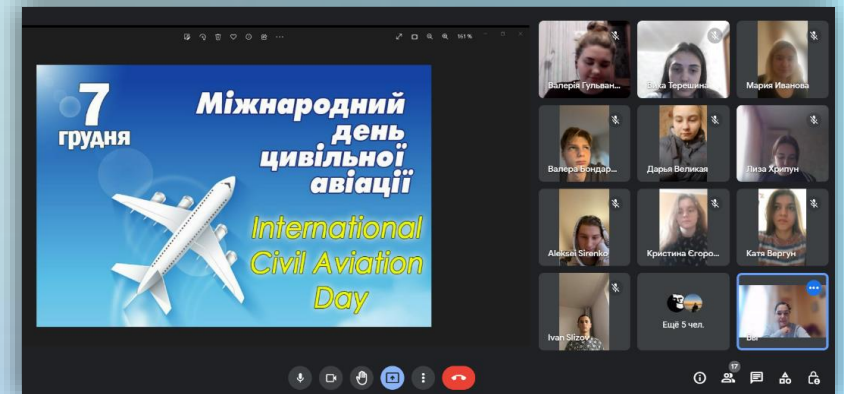 161 %
7
грудня
Міжнародний
день
цивільної
авіації
International
Civil Aviation
Day
Валерія Гульван...
Терешина
Мария Иванова
Валера Бондар...
Дарья Великая
Лиза Хрипун
Aleksei Sirenko
Кристина Єгоро...
Катя Вергун
Ivan Slizov
Ещё 5 чел.
Вы
17